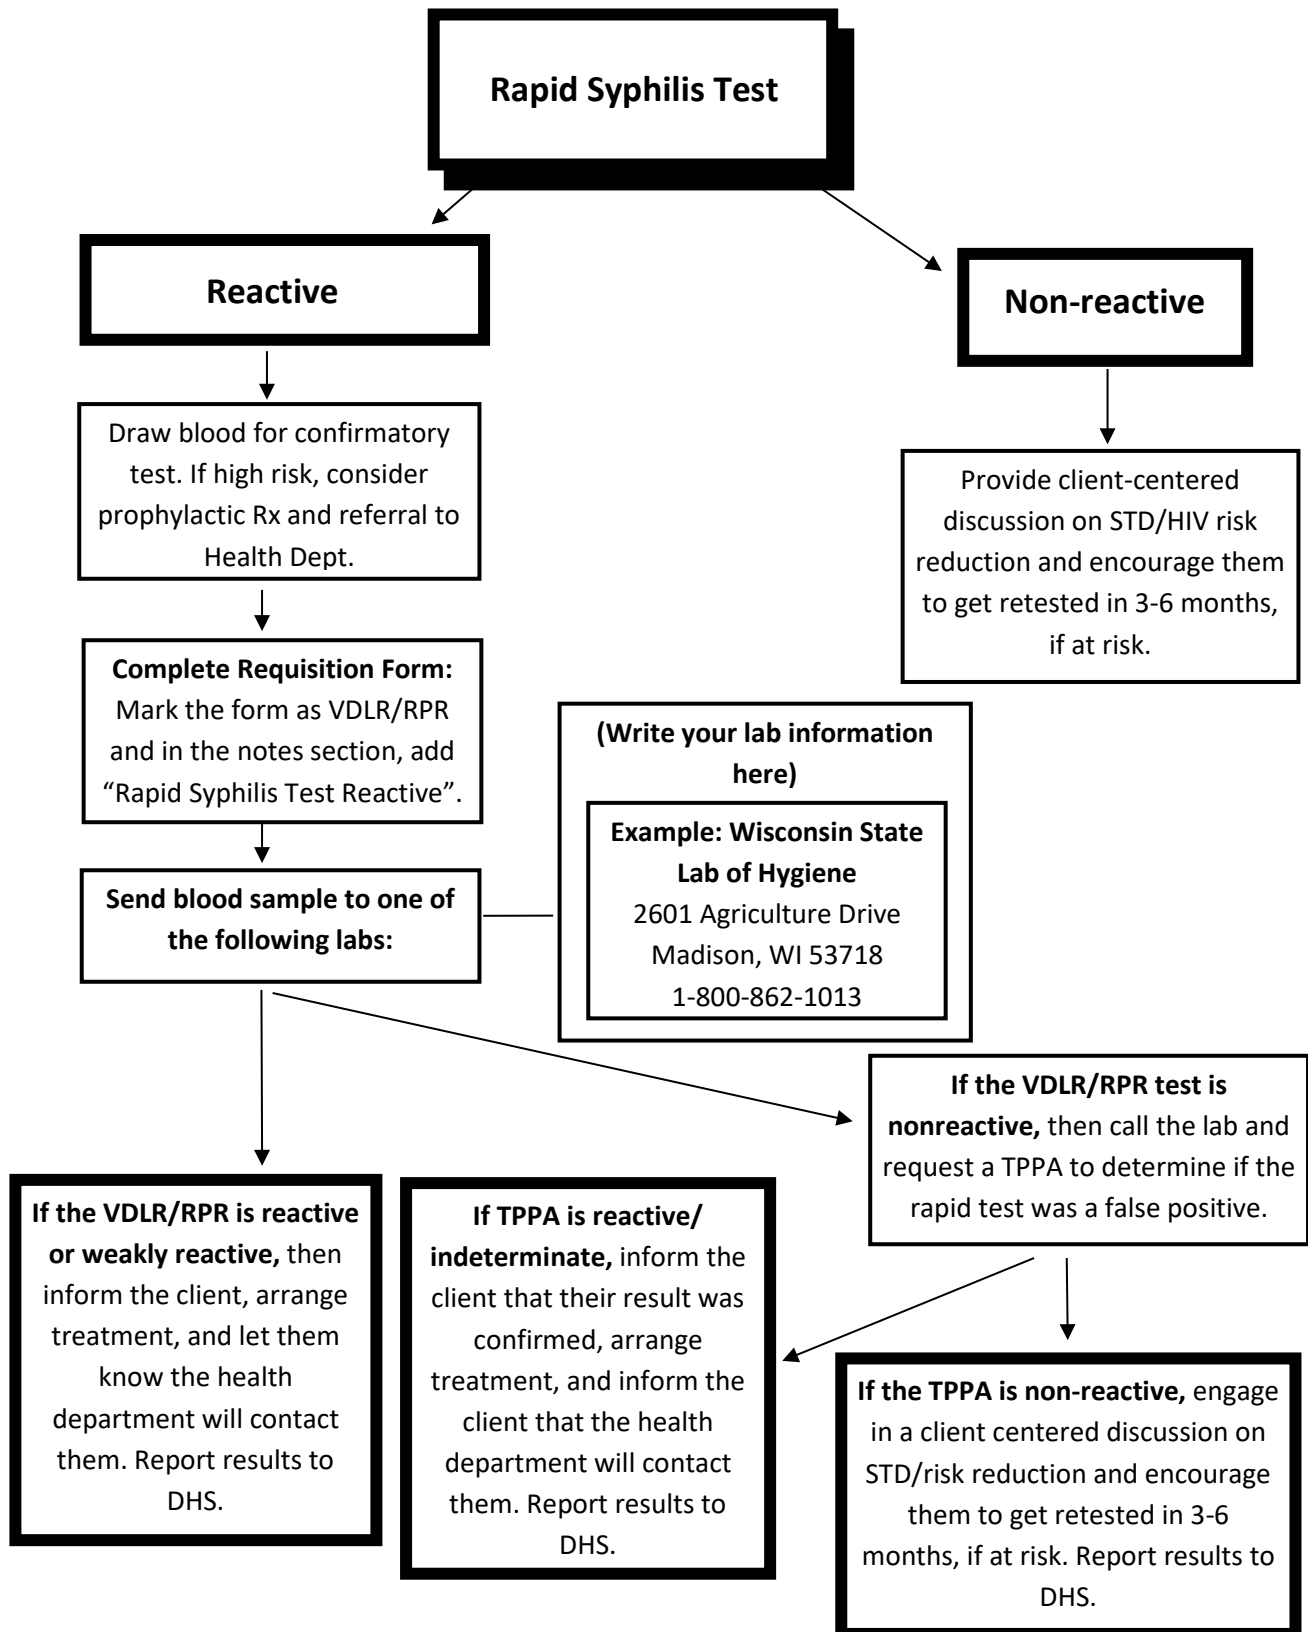 Rapid Syphilis Test
Reactive
Non-reactive
Draw blood for confirmatory
test. If high risk, consider
prophylactic Rx and referral to
Health Dept.
Provide client-centered
discussion on STD/HIV risk
reduction and encourage them
to get retested in 3-6 months,
if at risk.
Complete Requisition Form:
Mark the form as VDLR/RPR
and in the notes section, add
“Rapid Syphilis Test Reactive”.
(Write your lab information
here)
Example: Wisconsin State
Lab of Hygiene
2601 Agriculture Drive
Madison, WI 53718
1-800-862-1013
Send blood sample to one of
the following labs:
If the VDLR/RPR test is
nonreactive, then call the lab and
request a TPPA to determine if the
rapid test was a false positive.
If the VDLR/RPR is reactive
or weakly reactive, then
inform the client, arrange
treatment, and let them
know the health
department will contact
them. Report results to
DHS.
If TPPA is reactive/
indeterminate, inform the
client that their result was
confirmed, arrange
treatment, and inform the
client that the health
department will contact
them. Report results to
DHS.
If the TPPA is non-reactive, engage
in a client centered discussion on
STD/risk reduction and encourage
them to get retested in 3-6
months, if at risk. Report results to
DHS.